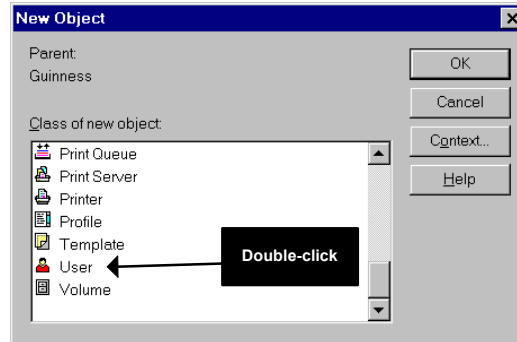 New Object
Parent:
Guinness
Class of new object:
Print Queue
Print Server
Printer
Profile
Template
User
Volume
Double-click
OK
Cancel
Context...
Help